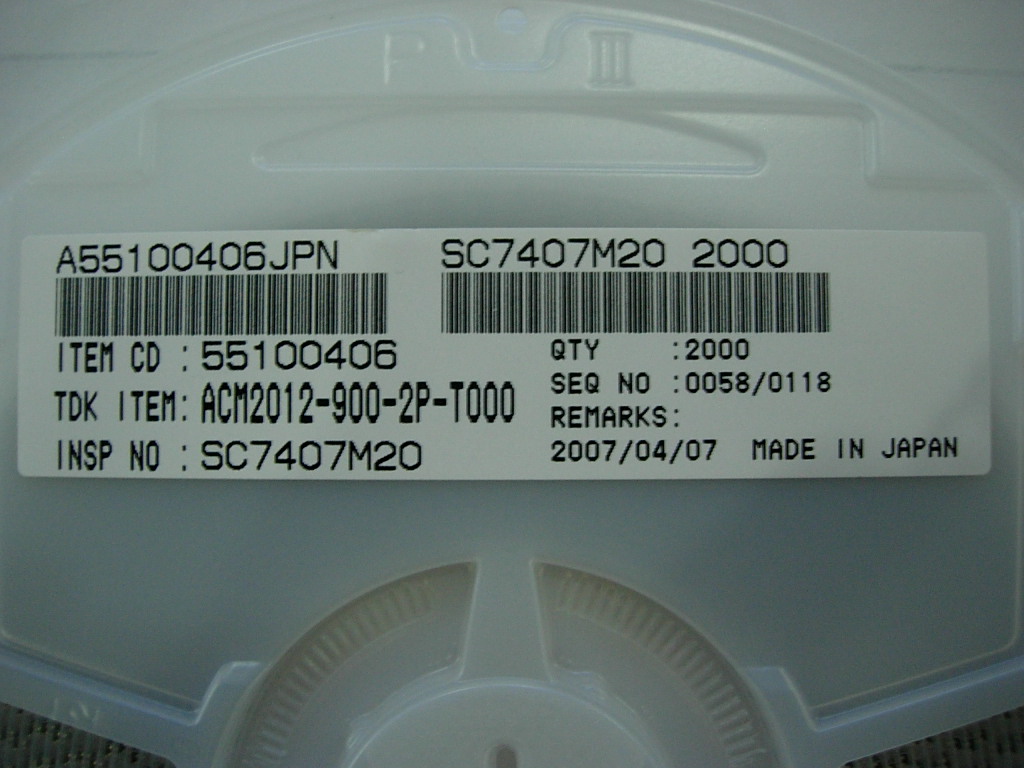 P III
A55100406JPN SC7407M20 2000
ITEM CD : 55100406
TDK ITEM: ACM2012-900-2P-T000
INSP NO : SC7407M20
QTY :2000
SEQ NO :0058/0118
REMARKS:
2007/04/07 MADE IN JAPAN